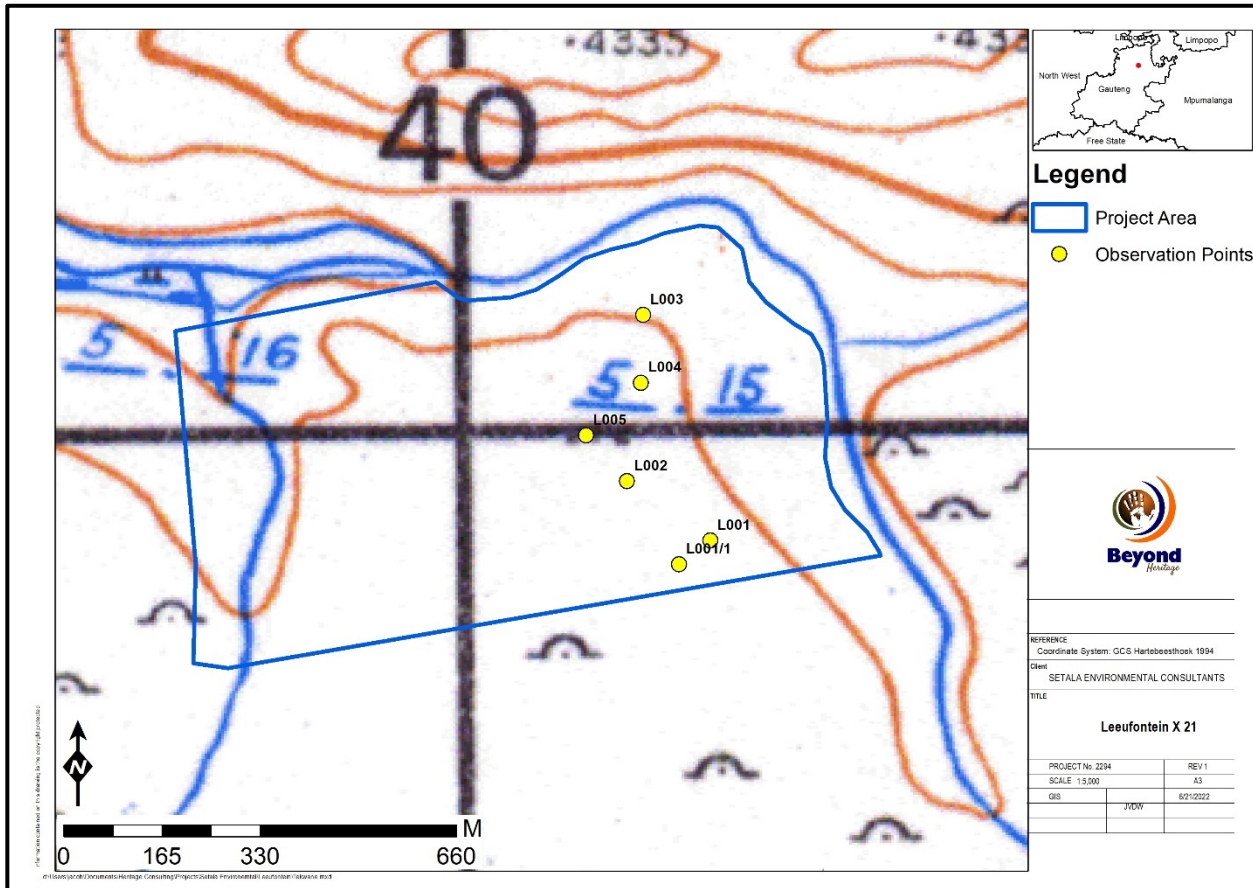 4335
40
5 16
5 15
L003
L004
L005
L002
L001
L001/1
0 165 330 660 M
N
Limpopo
North West
Gauteng
Mpumalanga
Free State
Legend
Project Area
Observation Points
Beyond
Heritage
REFERENCE
Coordinate System: GCS Hartebeesthoek 1994
Client
SETALA ENVIRONMENTAL CONSULTANTS
TITLE
Leeufontein X 21
PROJECT No. 2294 REV 1
SCALE 1:5,000 A3
GIS 6/21/2022
JVDW